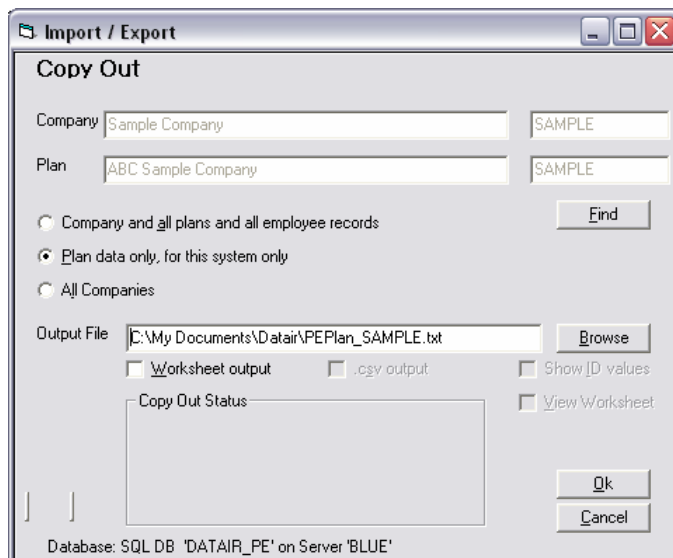 Import / Export
Copy Out
Company Sample Company SAMPLE
Plan ABC Sample Company SAMPLE
Find
Company and all plans and all employee records
Plan data only, for this system only
All Companies
Output File C:\My Documents\Datair\PEPlan_SAMPLE.txt Browse
Worksheet output .csv output Show ID values
Copy Out Status View Worksheet
Ok
Cancel
Database: SQL DB 'DATAIR_PE' on Server 'BLUE'